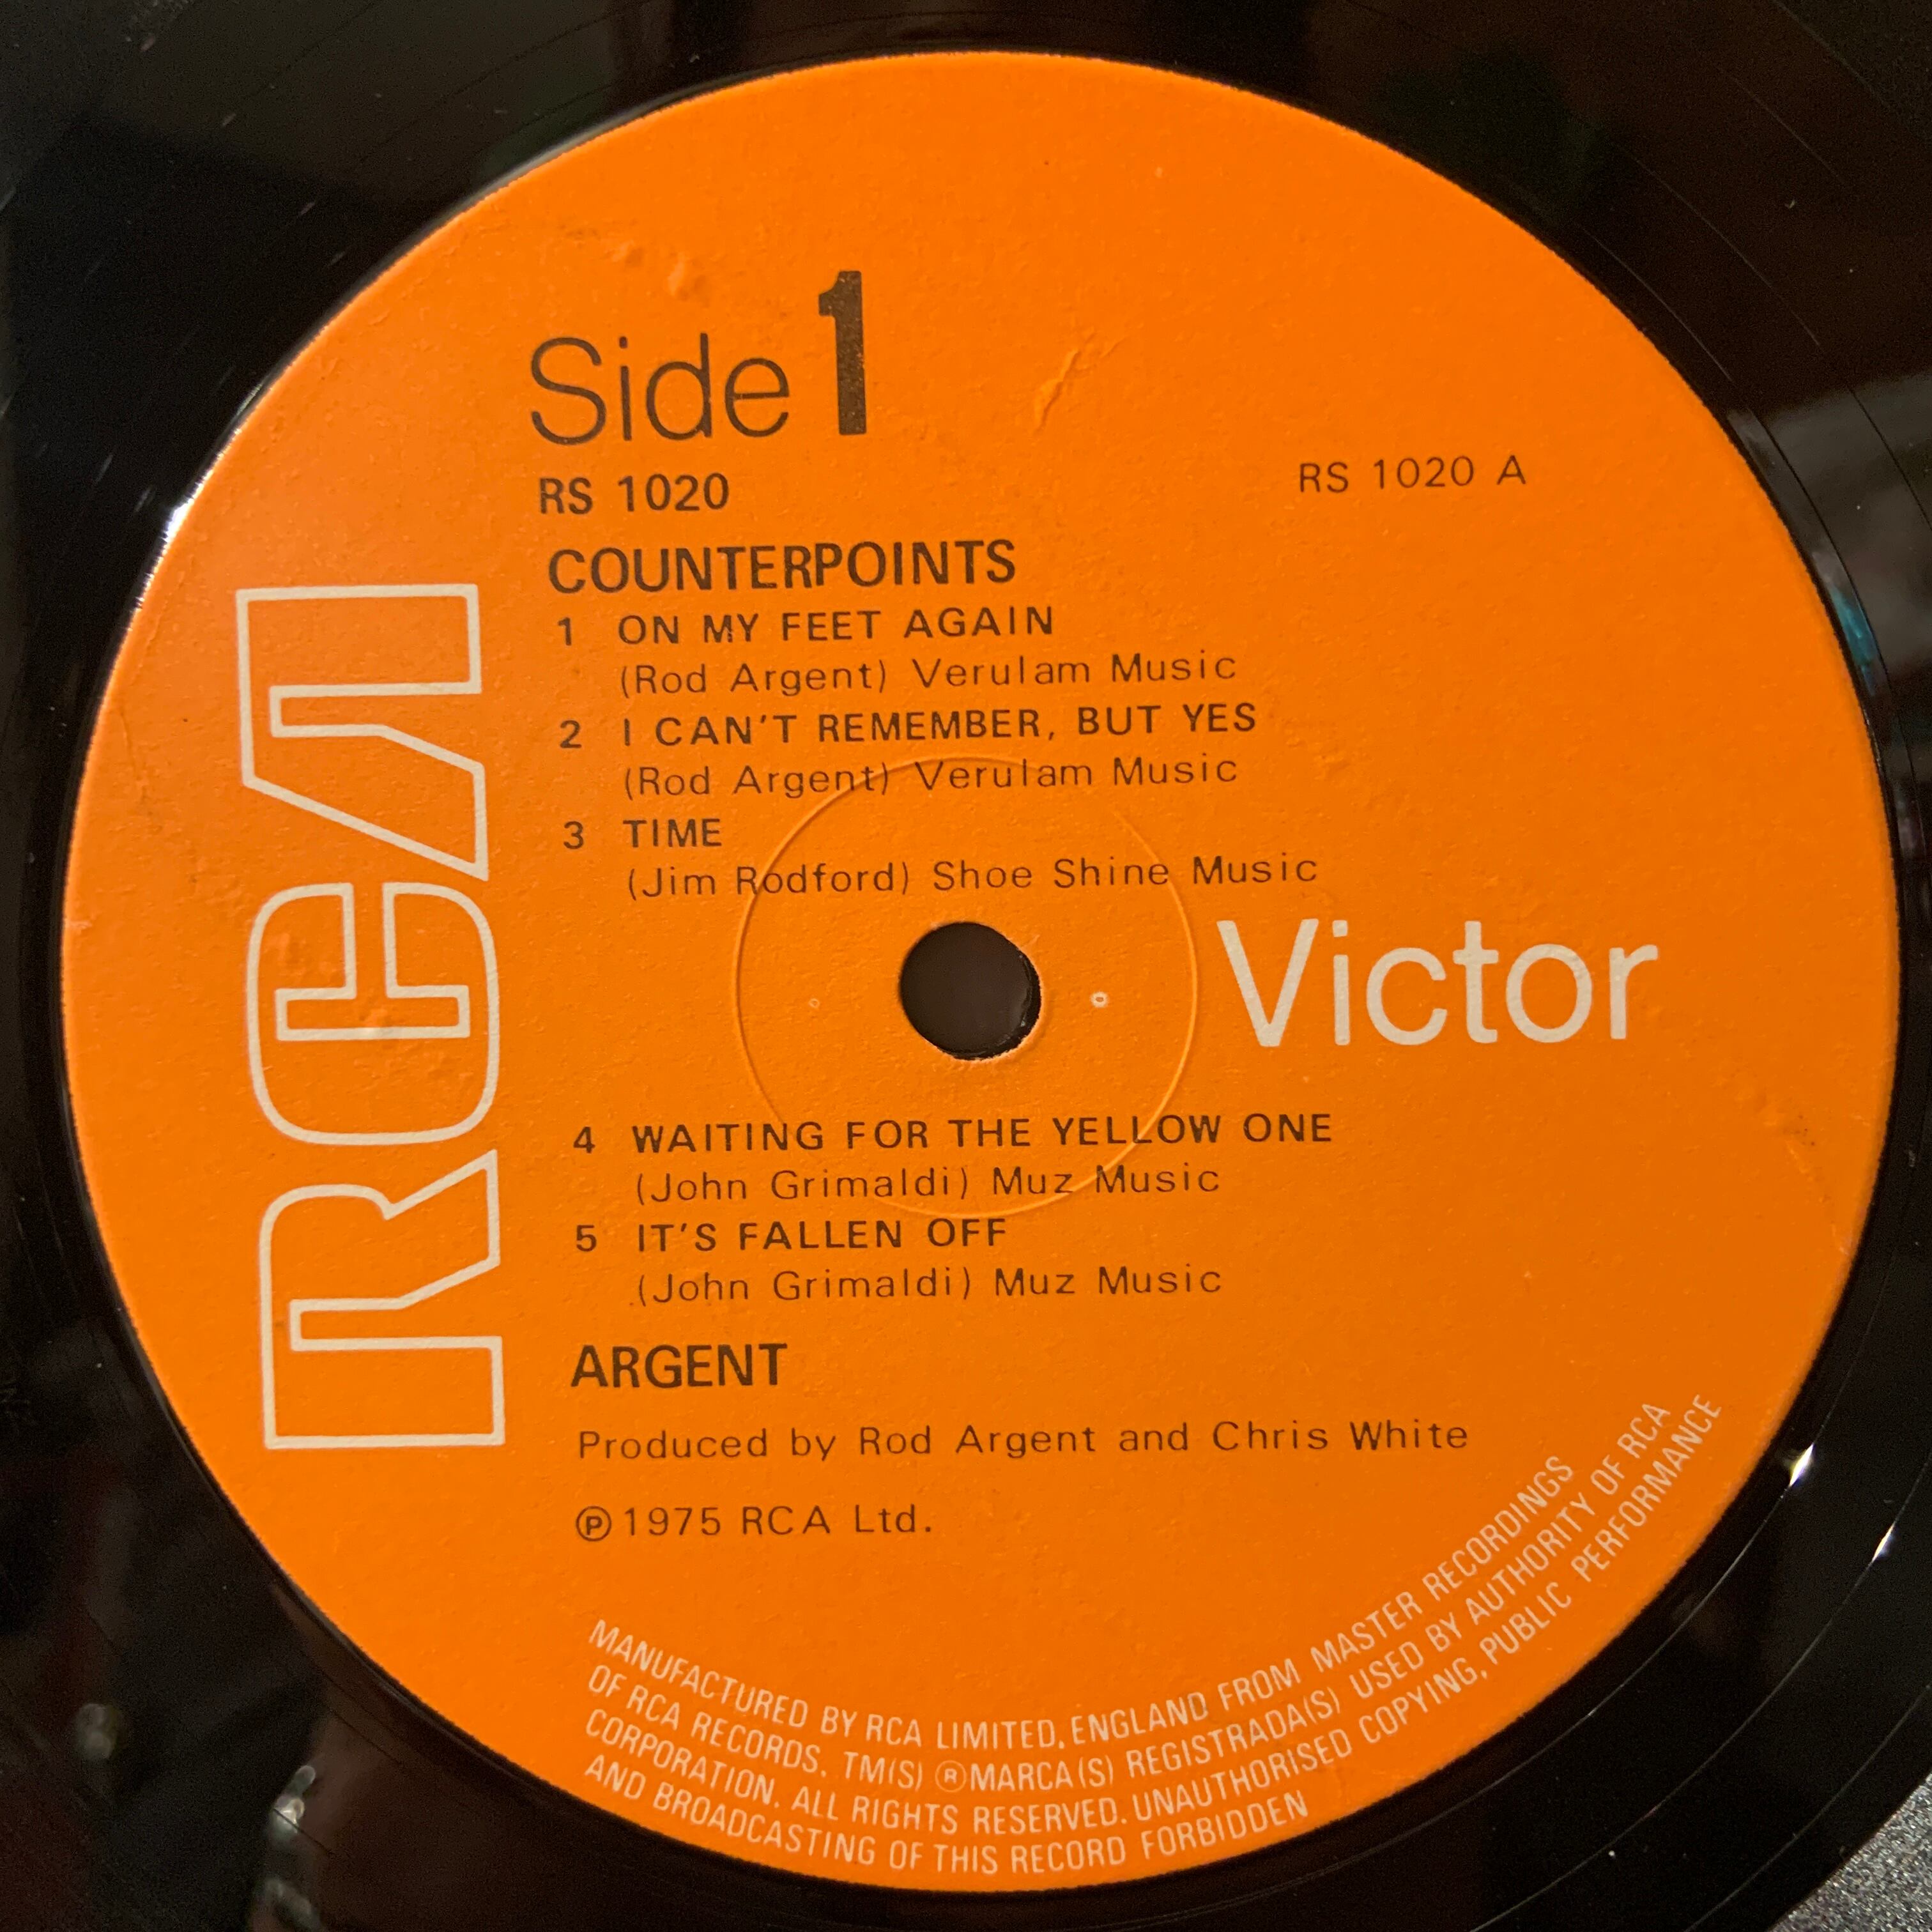 Side 1
RS 1020
RS 1020 A
COUNTERPOINTS
1 ON MY FEET AGAIN
(Rod Argent) Verulam Music
2 I CAN'T REMEMBER, BUT YES
(Rod Argent) Verulam Music
3 TIME
(Jim Rodford) Shoe Shine Music
RCA
Victor
4 WAITING FOR THE YELLOW ONE
(John Grimaldi) Muz Music
5 IT'S FALLEN OFF
(John Grimaldi) Muz Music
ARGENT
Produced by Rod Argent and Chris White
℗1975 RCA Ltd.
MANUFACTURED BY RCA LIMITED. ENGLAND FROM MASTER RECORDINGS
OF RCA RECORDS. TM(S) ®MARCA(S) REGISTRADA(S) USED BY AUTHORITY OF RCA
CORPORATION. ALL RIGHTS RESERVED. UNAUTHORISED COPYING, PUBLIC PERFORMANCE
AND BROADCASTING OF THIS RECORD FORBIDDEN